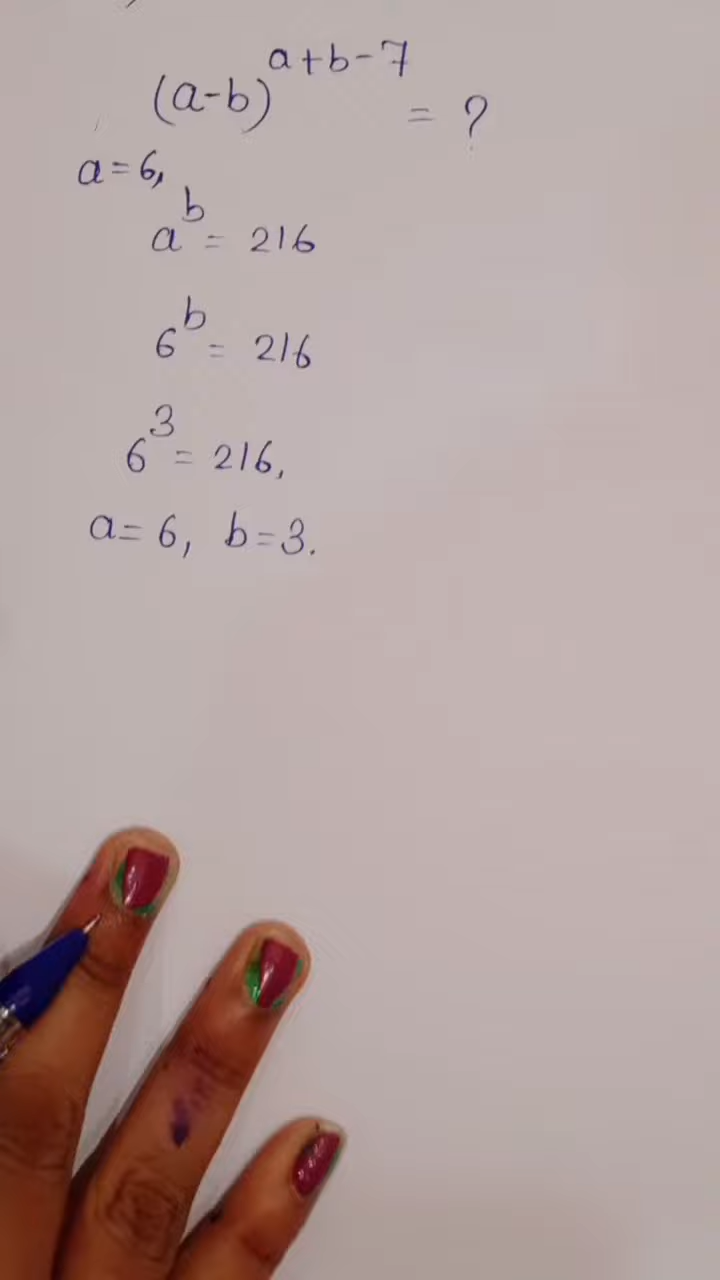 (a-b)^{a+b-7} = ?
a=6,
a^b = 216
6^b = 216
6^3 = 216,
a=6, b=3.